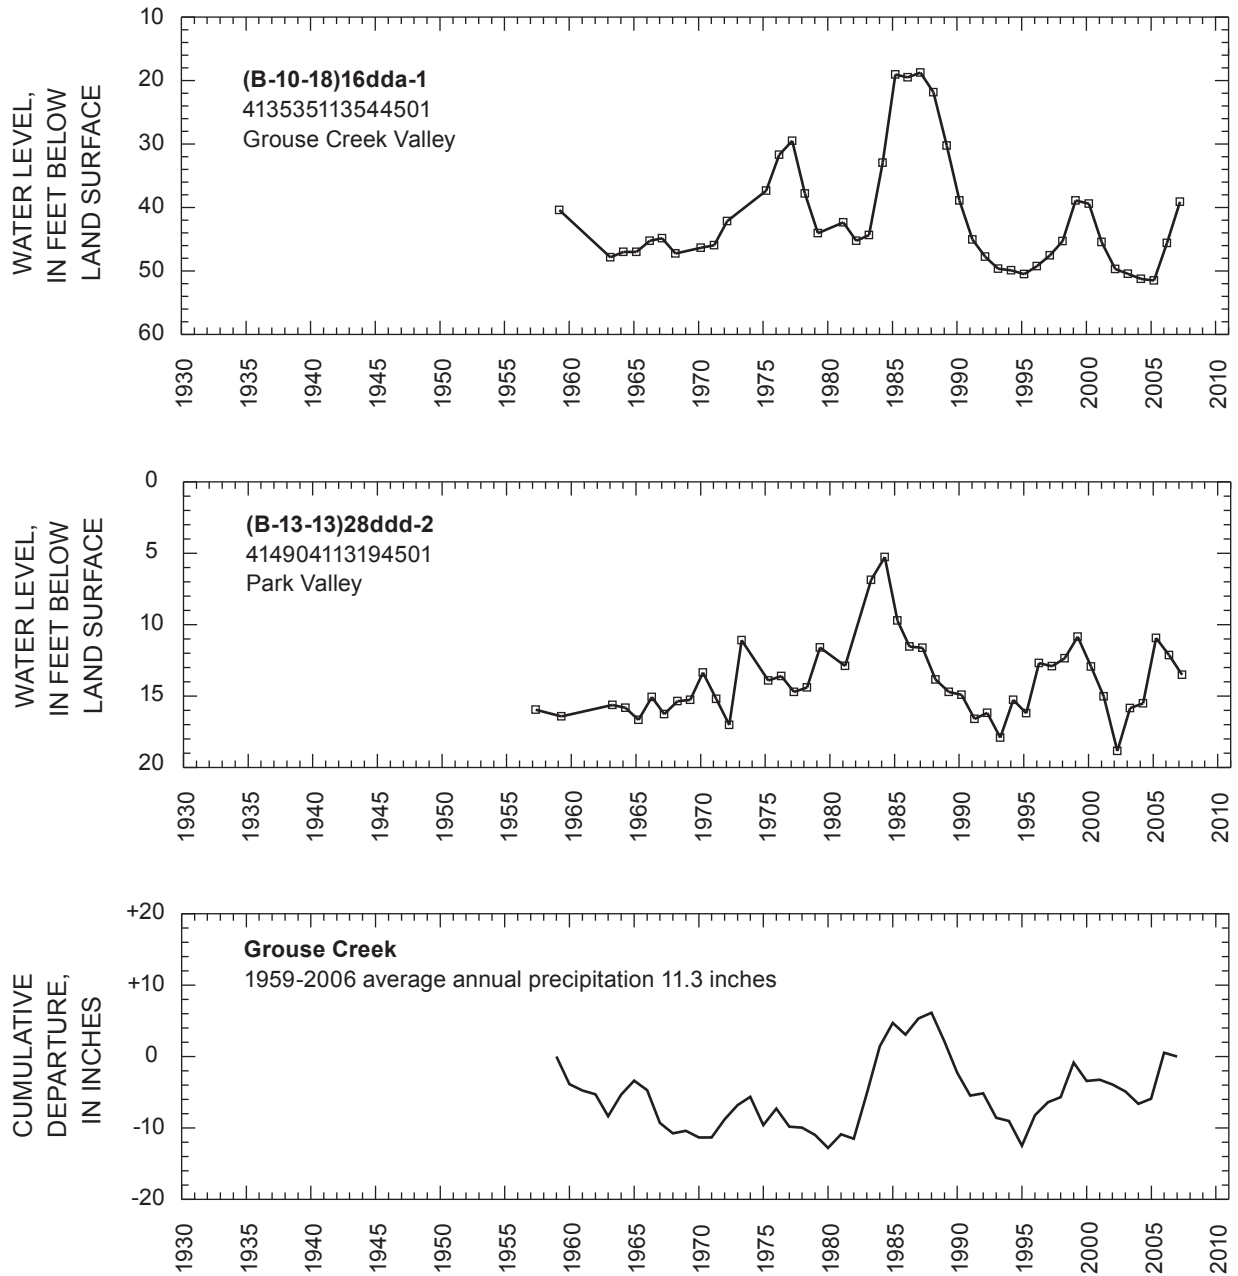 WATER LEVEL,
IN FEET BELOW
LAND SURFACE
10
20
30
40
50
60
(B-10-18)16dda-1
413535113544501
Grouse Creek Valley
1930 1935 1940 1945 1950 1955 1960 1965 1970 1975 1980 1985 1990 1995 2000 2005 2010
WATER LEVEL,
IN FEET BELOW
LAND SURFACE
0
5
10
15
20
(B-13-13)28ddd-2
414904113194501
Park Valley
1930 1935 1940 1945 1950 1955 1960 1965 1970 1975 1980 1985 1990 1995 2000 2005 2010
CUMULATIVE
DEPARTURE,
IN INCHES
+20
+10
0
-10
-20
Grouse Creek
1959-2006 average annual precipitation 11.3 inches
1930 1935 1940 1945 1950 1955 1960 1965 1970 1975 1980 1985 1990 1995 2000 2005 2010